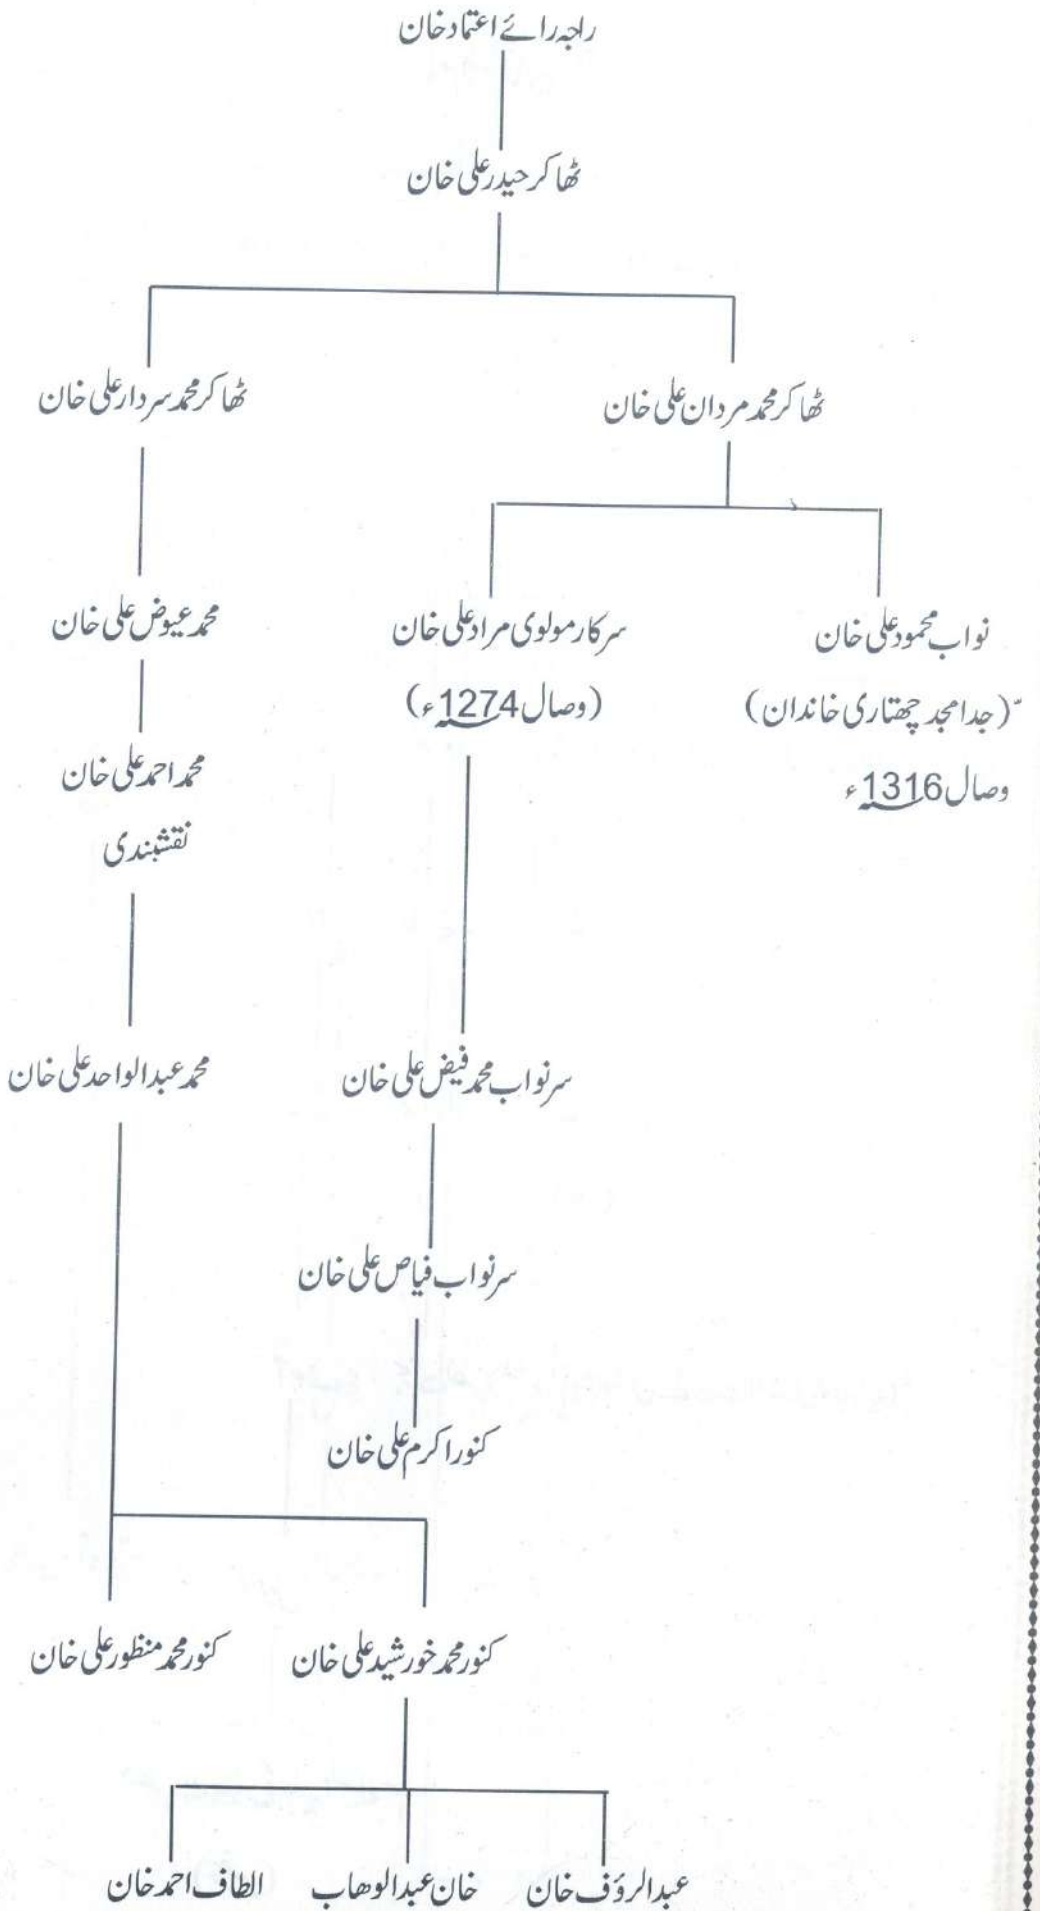 راجہ رائے اعتماد خان
ٹھاکر حیدر علی خان
ٹھاکر محمد مردان علی خان
ٹھاکر محمد سردار علی خان
نواب محمود علی خان
(جدامجد چھتاری خاندان)
وصال 1316ء
سرکار مولوی مراد علی خان
(وصال 1274ء)
محمد عیوض علی خان
محمد احمد علی خان
نقشبندی
سر نواب محمد فیض علی خان
محمد عبدالواحد علی خان
سر نواب فیاص علی خان
کنور اکرم علی خان
کنور محمد خورشید علی خان
کنور محمد منظور علی خان
عبدالرؤف خان
خان عبدالوھاب
الطاف احمد خان